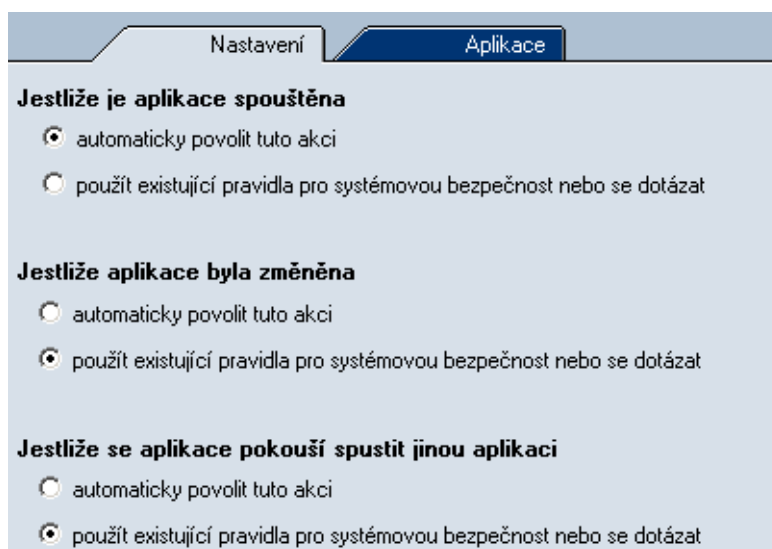 Nastavení
Aplikace
Jestliže je aplikace spouštěna
automaticky povolit tuto akci
použít existující pravidla pro systémovou bezpečnost nebo se dotázat
Jestliže aplikace byla změněna
automaticky povolit tuto akci
použít existující pravidla pro systémovou bezpečnost nebo se dotázat
Jestliže se aplikace pokouší spustit jinou aplikaci
automaticky povolit tuto akci
použít existující pravidla pro systémovou bezpečnost nebo se dotázat